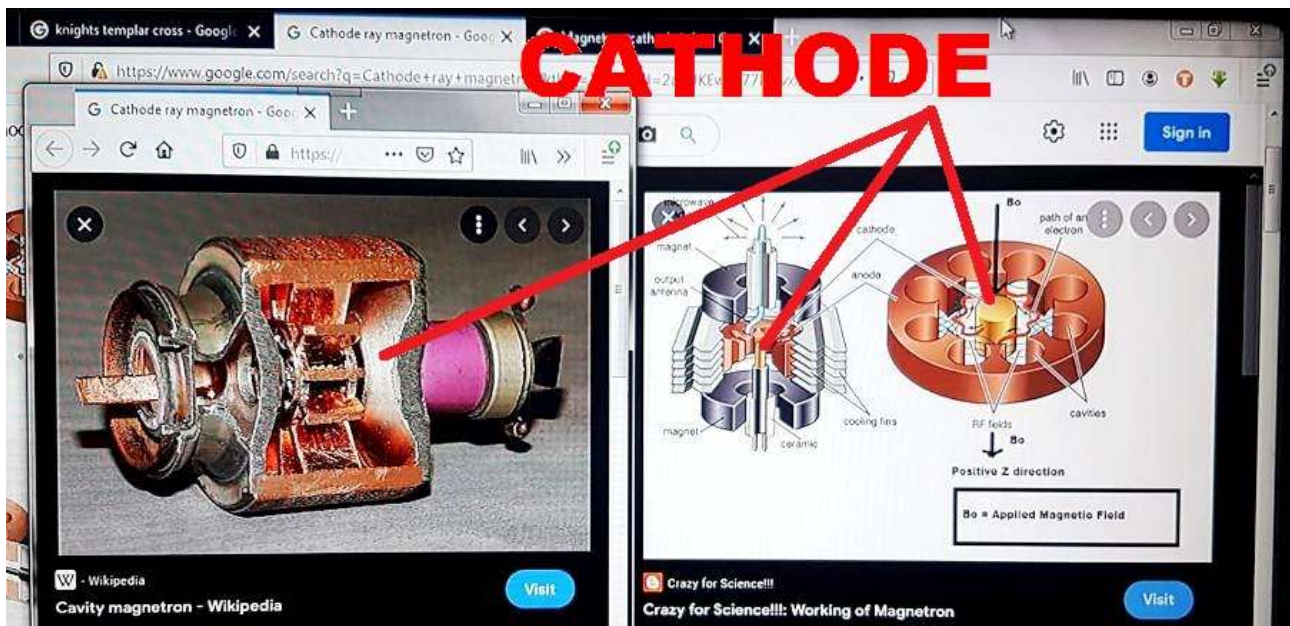 knights templar cross - Google
Cathode ray magnetron - Goog
CATHODE
https://www.google.com/search?q=Cathode+ray+magnetr
Cathode ray magnetron - Goog
https://
Sign in
microwave
magnet
output
antenna
magnet
cathode
anode
cooling fins
ceramic
Bo
path of an
electron
cavities
RF fields
Bo
Positive Z direction
Bo = Applied Magnetic Field
W - Wikipedia
Visit
Cavity magnetron - Wikipedia
Crazy for Science!!!
Crazy for Science!!!: Working of Magnetron
Visit